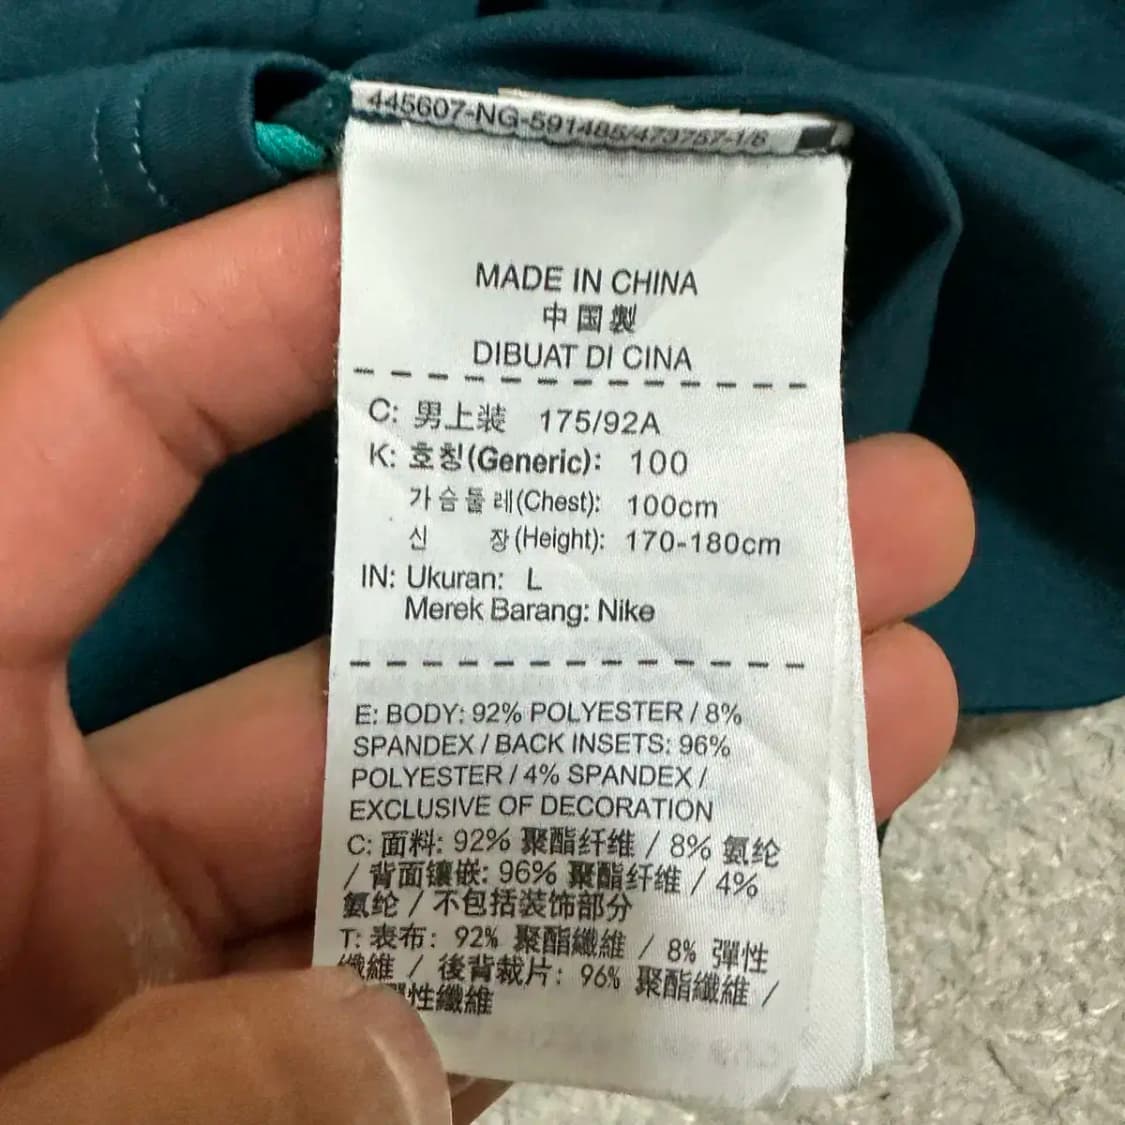 445607-NG-591485/473757-1/6
MADE IN CHINA
中国製
DIBUAT DI CINA
C: 男上装 175/92A
K: 호칭(Generic): 100
가슴둘레(Chest): 100cm
신 장(Height): 170-180cm
IN: Ukuran: L
Merek Barang: Nike
E: BODY: 92% POLYESTER / 8%
SPANDEX / BACK INSETS: 96%
POLYESTER / 4% SPANDEX /
EXCLUSIVE OF DECORATION
C: 面料: 92% 聚酯纤维 / 8% 氨纶
/ 背面镶嵌: 96% 聚酯纤维 / 4%
氨纶 / 不包括装饰部分
T: 表布: 92% 聚酯纖維 / 8% 彈性
纖維 / 後背裁片: 96% 聚酯纖維 /
彈性纖維